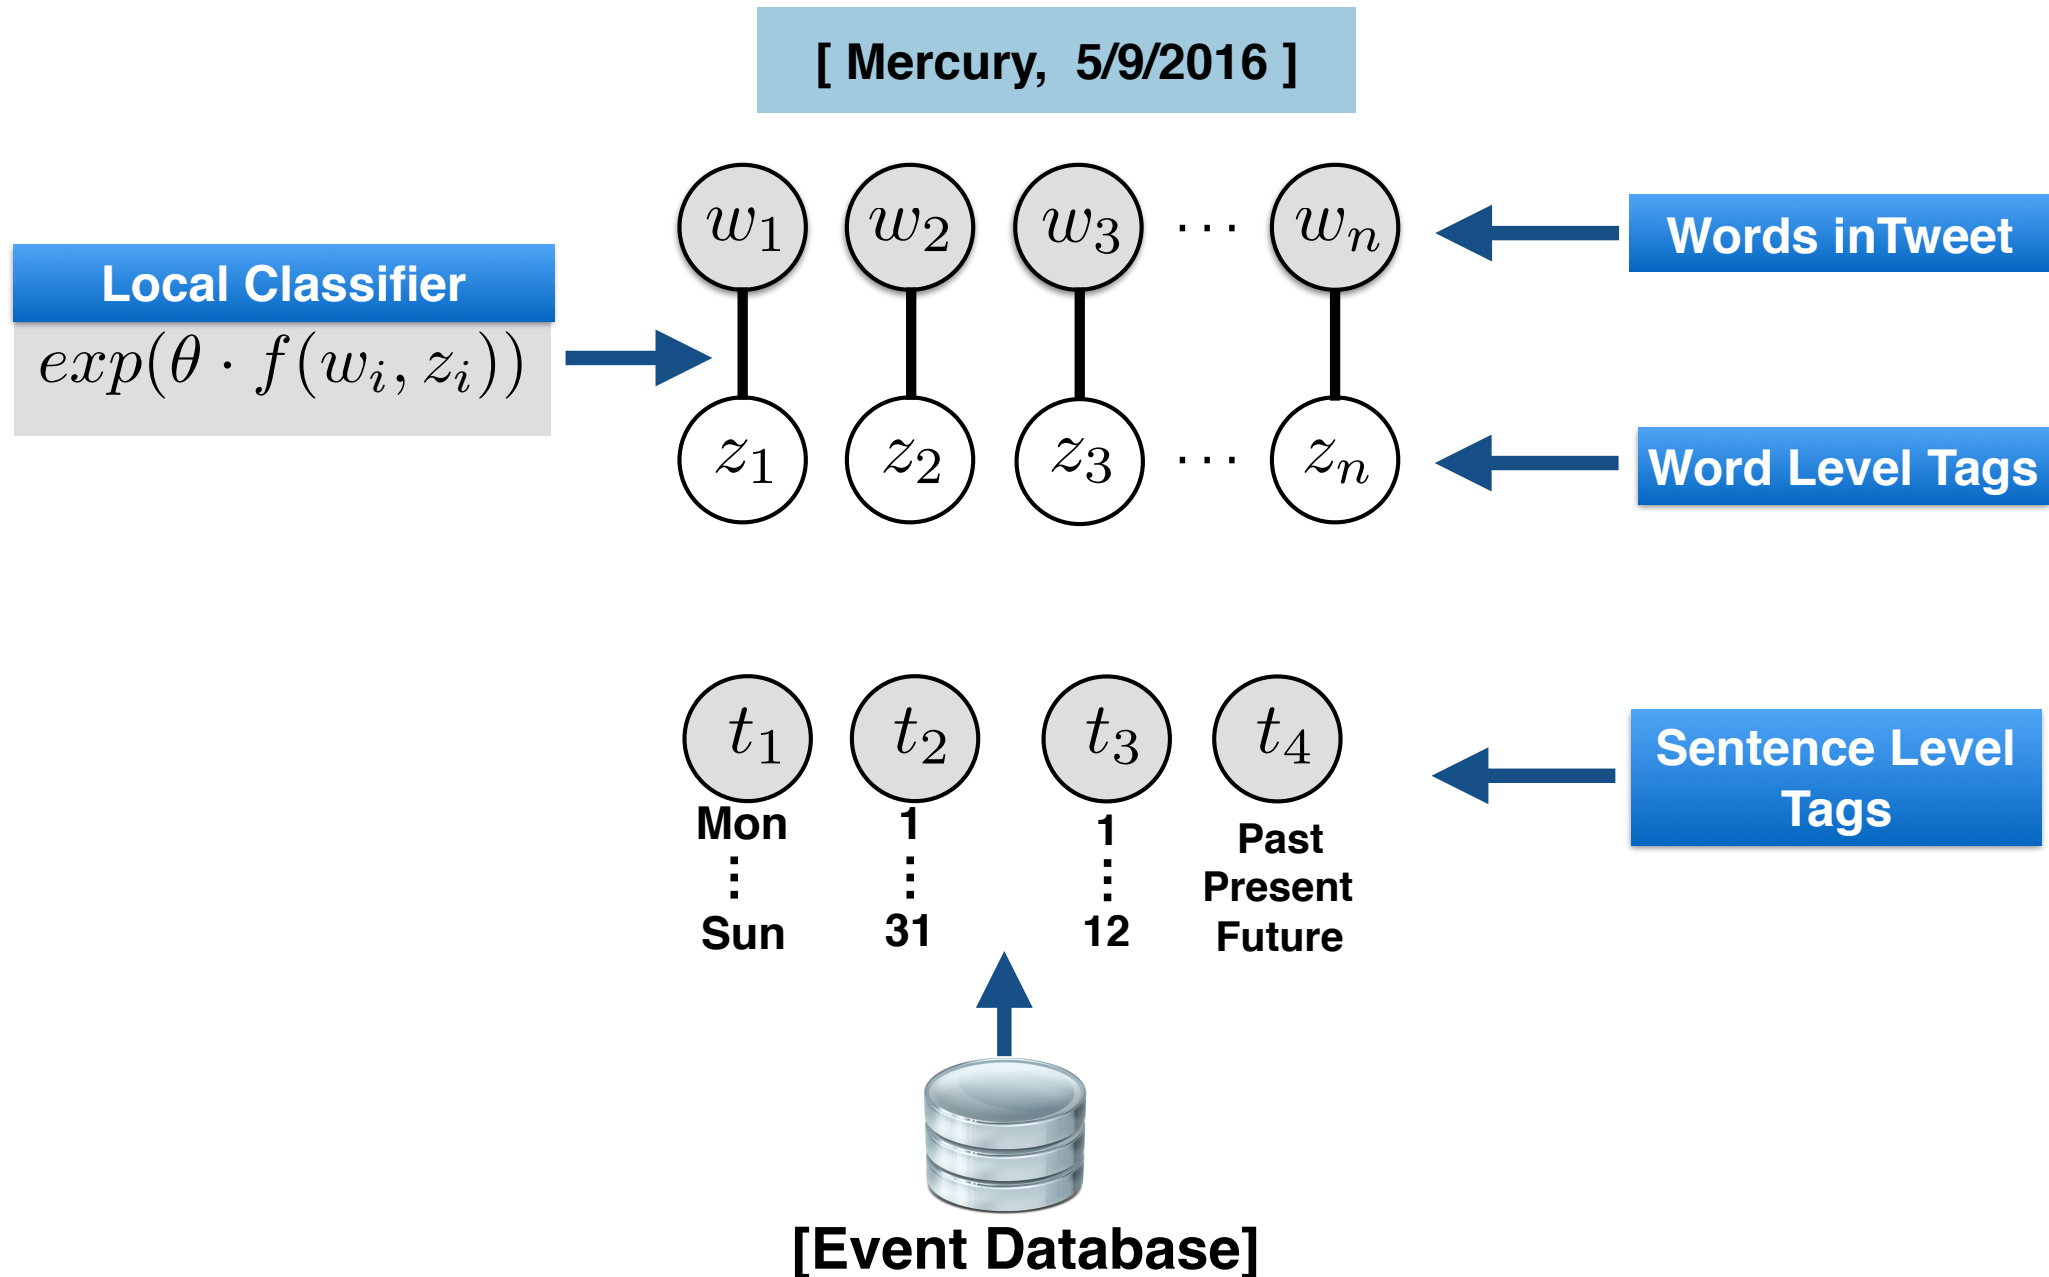 [ Mercury, 5/9/2016 ]
w₁ w₂ w₃ ⋯ wₙ
Words inTweet
Local Classifier
exp(θ · f(wᵢ, zᵢ))
z₁ z₂ z₃ ⋯ zₙ
Word Level Tags
t₁ t₂ t₃ t₄
Sentence Level
Tags
Mon 1 1 Past
⋮ ⋮ ⋮ Present
Sun 31 12 Future
[Event Database]